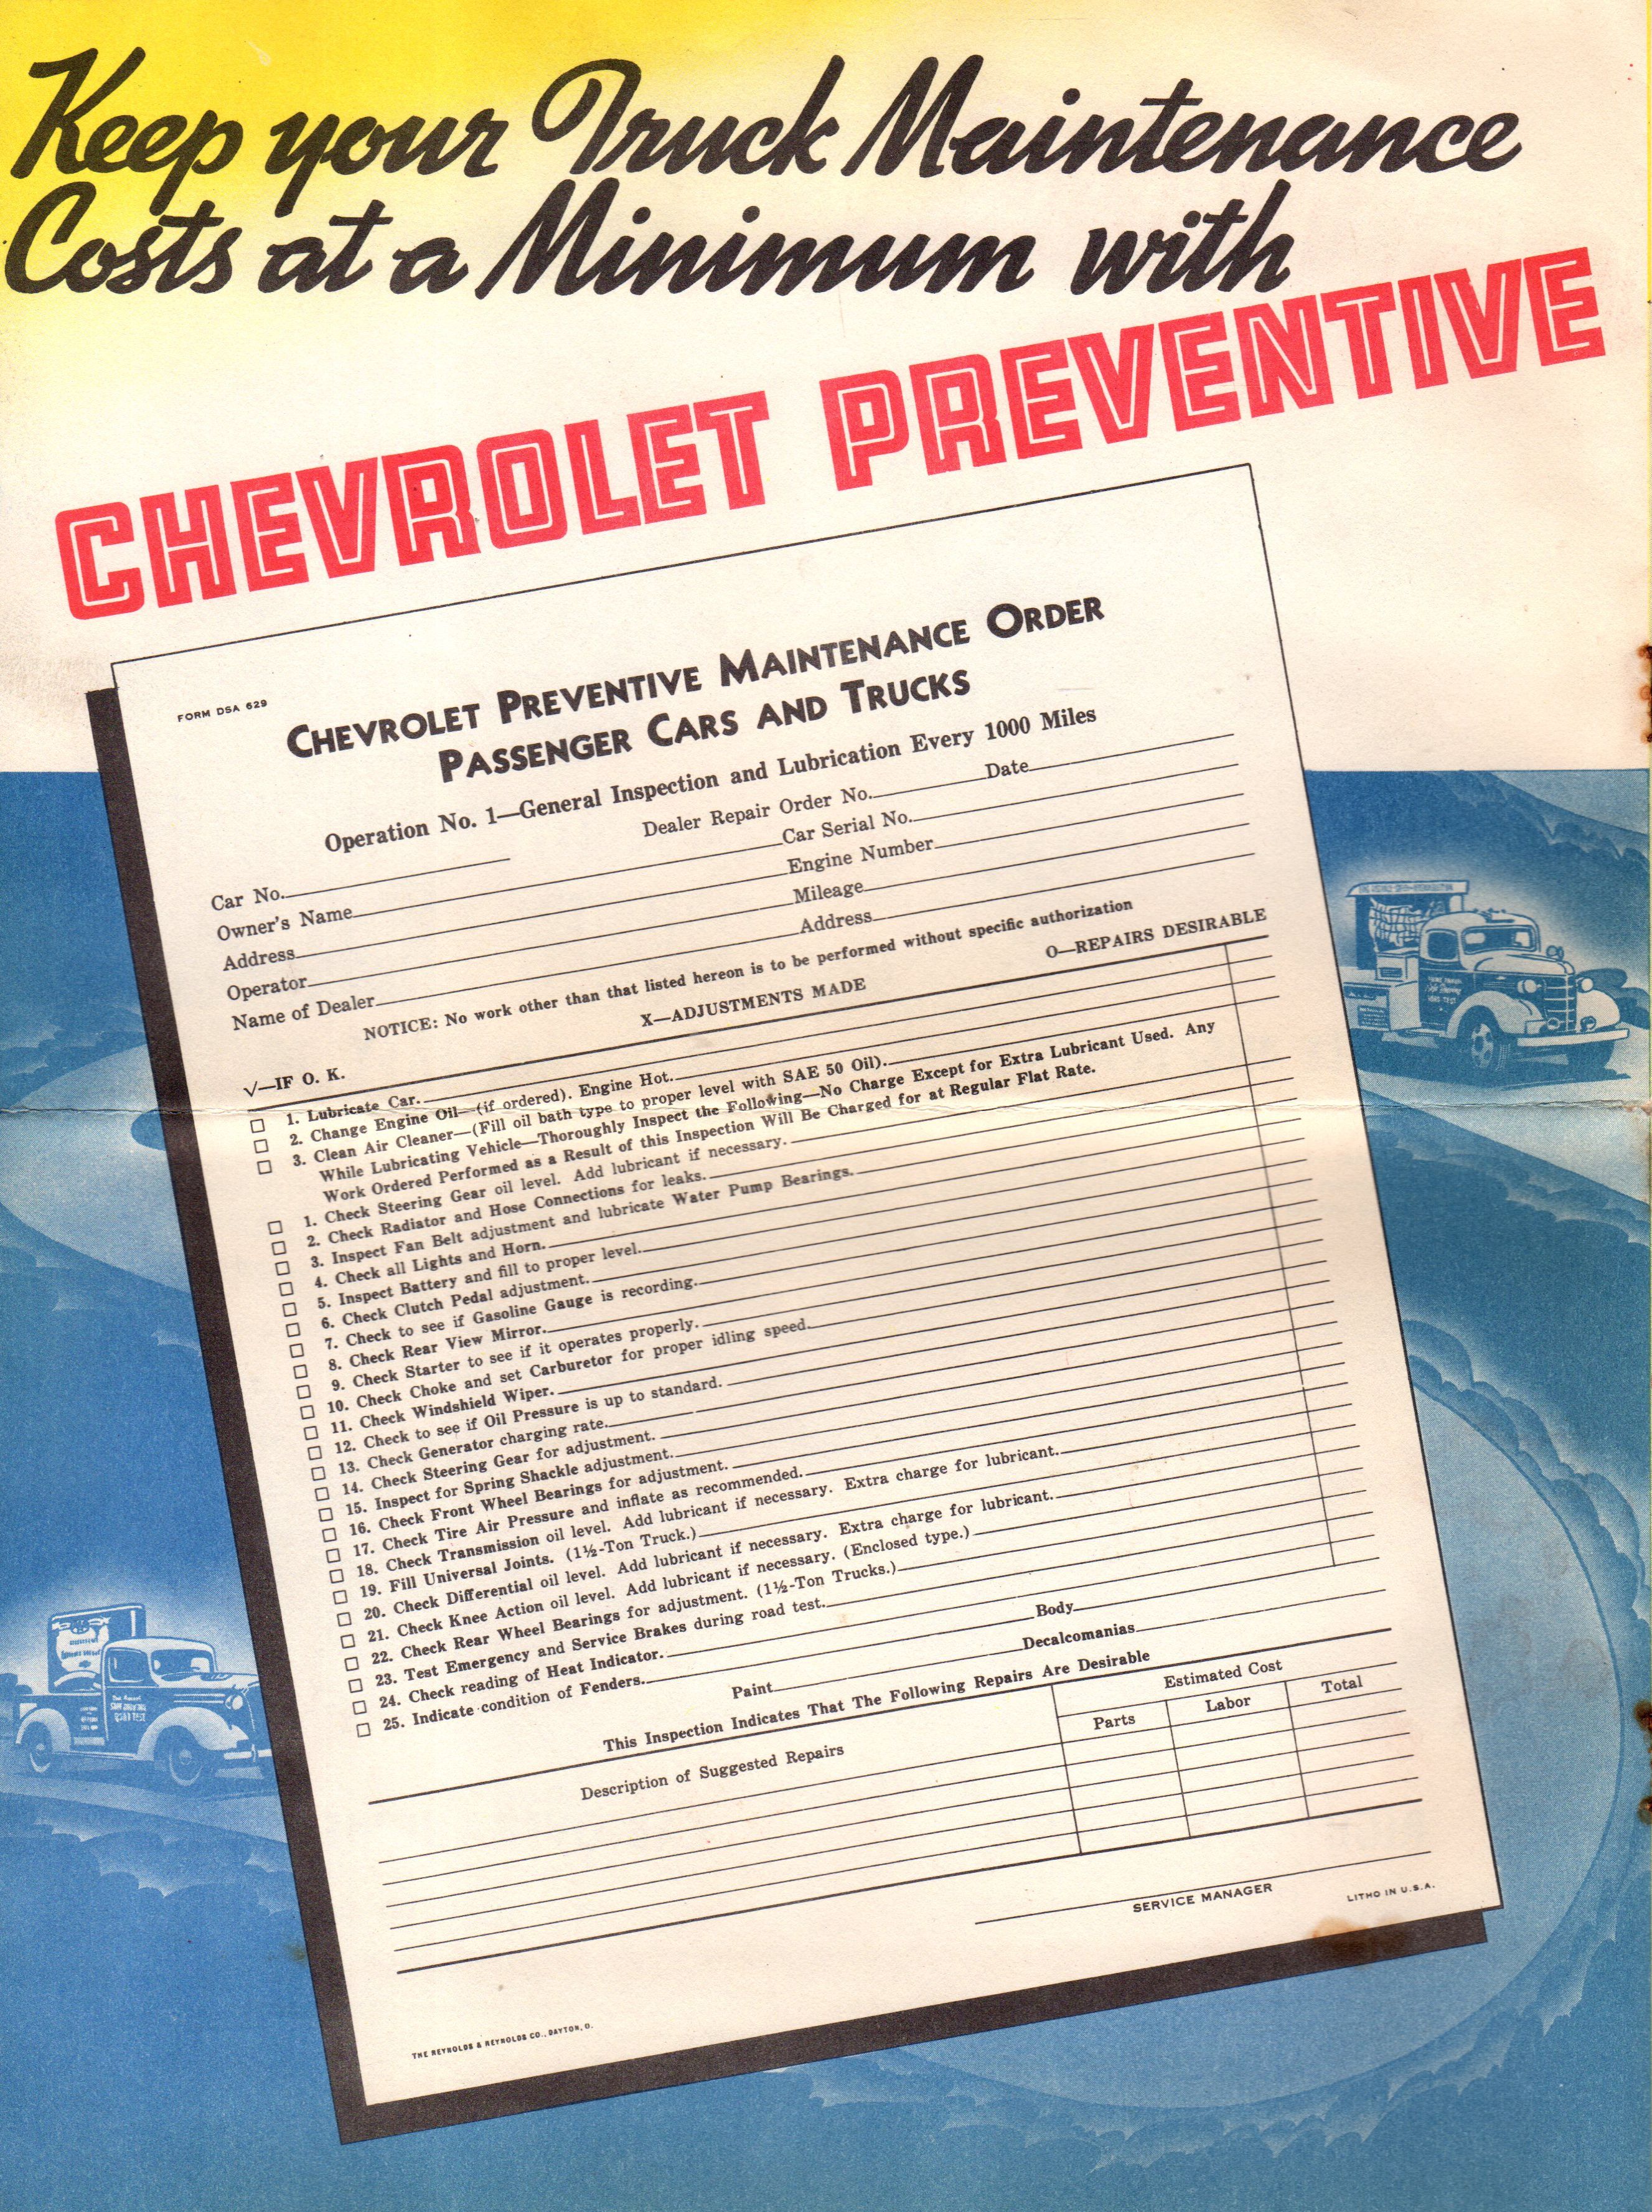 Keep your Truck Maintenance
Costs at a Minimum with
CHEVROLET PREVENTIVE
FORM DSA 629
CHEVROLET PREVENTIVE MAINTENANCE ORDER
PASSENGER CARS AND TRUCKS
Operation No. 1—General Inspection and Lubrication Every 1000 Miles
Dealer Repair Order No. Date
Car No.
Owner's Name Car Serial No.
Address Engine Number
Operator Mileage
Name of Dealer Address
NOTICE: No work other than that listed hereon is to be performed without specific authorization
√—IF O. K. X—ADJUSTMENTS MADE O—REPAIRS DESIRABLE
1. Lubricate Car.
2. Change Engine Oil—(if ordered). Engine Hot.
3. Clean Air Cleaner—(Fill oil bath type to proper level with SAE 50 Oil).
While Lubricating Vehicle—Thoroughly Inspect the Following—No Charge Except for Extra Lubricant Used. Any
Work Ordered Performed as a Result of this Inspection Will Be Charged for at Regular Flat Rate.
1. Check Steering Gear oil level. Add lubricant if necessary.
2. Check Radiator and Hose Connections for leaks.
3. Inspect Fan Belt adjustment and lubricate Water Pump Bearings.
4. Check all Lights and Horn.
5. Inspect Battery and fill to proper level.
6. Check Clutch Pedal adjustment.
7. Check to see if Gasoline Gauge is recording.
8. Check Rear View Mirror.
9. Check Starter to see if it operates properly.
10. Check Choke and set Carburetor for proper idling speed.
11. Check Windshield Wiper.
12. Check to see if Oil Pressure is up to standard.
13. Check Generator charging rate.
14. Check Steering Gear for adjustment.
15. Inspect for Spring Shackle adjustment.
16. Check Front Wheel Bearings for adjustment.
17. Check Tire Air Pressure and inflate as recommended.
18. Check Transmission oil level. Add lubricant if necessary. Extra charge for lubricant.
19. Fill Universal Joints. (1½-Ton Truck.)
20. Check Differential oil level. Add lubricant if necessary. Extra charge for lubricant.
21. Check Knee Action oil level. Add lubricant if necessary. (Enclosed type.)
22. Check Rear Wheel Bearings for adjustment. (1½-Ton Trucks.)
23. Test Emergency and Service Brakes during road test.
24. Check reading of Heat Indicator.
25. Indicate condition of Fenders. Body
Paint Decalcomanias
This Inspection Indicates That The Following Repairs Are Desirable
Description of Suggested Repairs
Estimated Cost
Parts Labor Total
SERVICE MANAGER
LITHO IN U.S.A.
THE REYNOLDS & REYNOLDS CO., DAYTON, O.